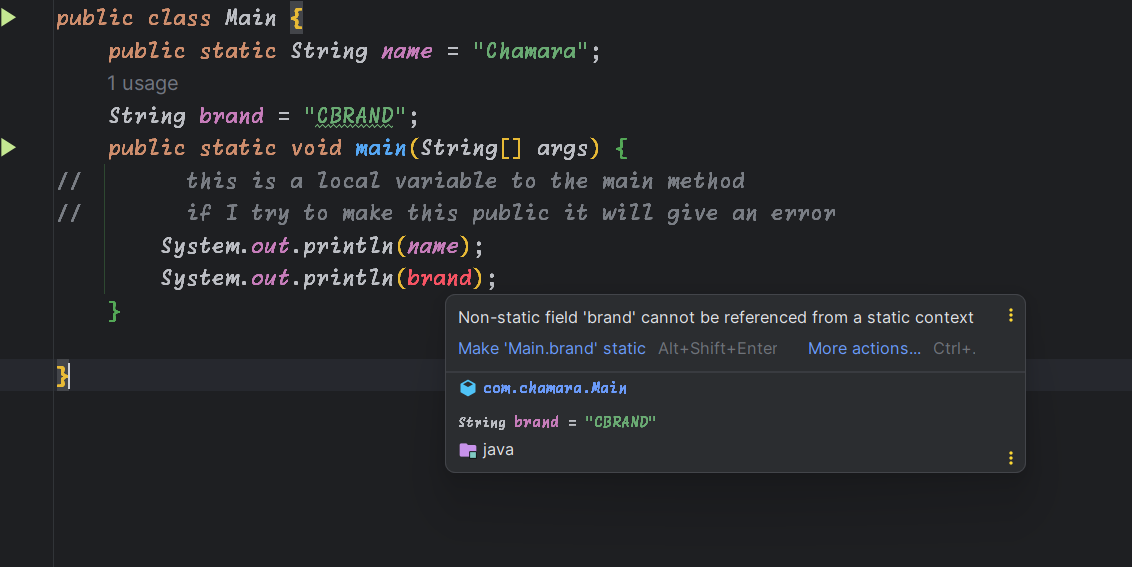 public class Main {
public static String name = "Chamara";
1 usage
String brand = "CBRAND";
public static void main(String[] args) {
// this is a local variable to the main method
// if I try to make this public it will give an error
System.out.println(name);
System.out.println(brand);
}
Non-static field 'brand' cannot be referenced from a static context
Make 'Main.brand' static Alt+Shift+Enter More actions... Ctrl+.
}
com.chamara.Main
String brand = "CBRAND"
java